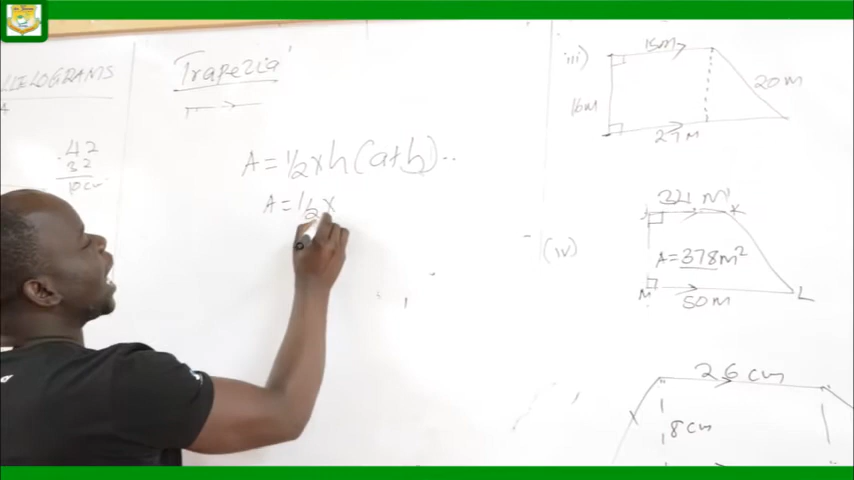 LLELOGRAMS
42
32
10cm
Trapezia
A = 1/2 x h (a+b)..
A = 1/2 x
iii)
15m
16m
20m
27m
(iv)
K
A = 378m²
M
50m
L
26 cm
8cm